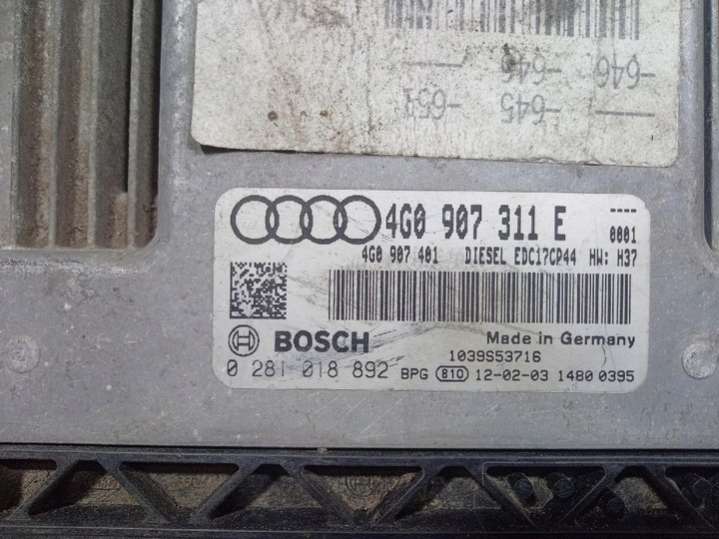 -646 -646 —
— -645 -651
4G0 907 311 E ----
0001
4G0 907 401 DIESEL EDC17CP44 HW: H37
BOSCH Made in Germany
1039S53716
0 281 018 892 BPG 810 12-02-03 1480 0395